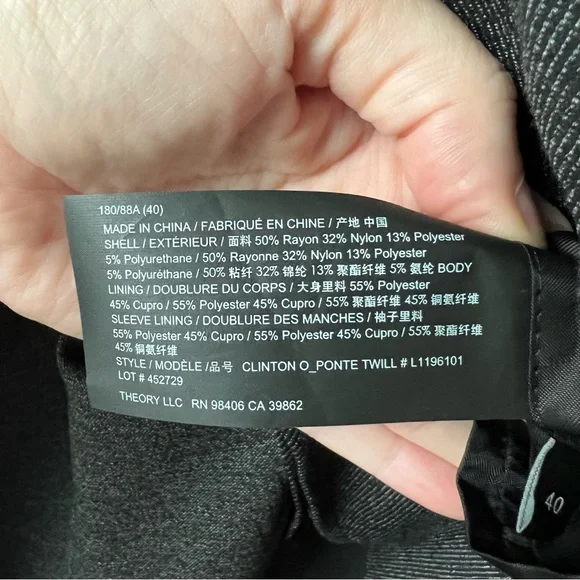 180/88A (40)
MADE IN CHINA / FABRIQUÉ EN CHINE / 产地 中国
SHELL / EXTÉRIEUR / 面料 50% Rayon 32% Nylon 13% Polyester
5% Polyurethane / 50% Rayonne 32% Nylon 13% Polyester
5% Polyuréthane / 50% 粘纤 32% 锦纶 13% 聚酯纤维 5% 氨纶 BODY
LINING / DOUBLURE DU CORPS / 大身里料 55% Polyester
45% Cupro / 55% Polyester 45% Cupro / 55% 聚酯纤维 45% 铜氨纤维
SLEEVE LINING / DOUBLURE DES MANCHES / 袖子里料
55% Polyester 45% Cupro / 55% Polyester 45% Cupro / 55% 聚酯纤维
45% 铜氨纤维
STYLE / MODÈLE /品号 CLINTON O_PONTE TWILL # L1196101
LOT # 452729
THEORY LLC RN 98406 CA 39862
40